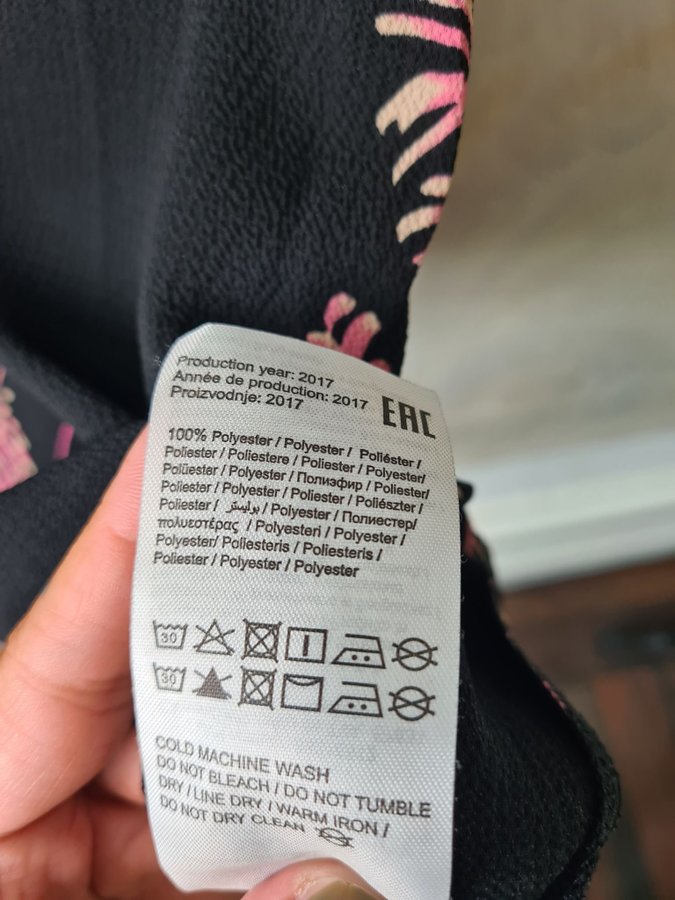 Production year: 2017
Année de production: 2017
Proizvodnje: 2017
EAC
100% Polyester / Polyester / Poliéster /
Poliester / Poliestere / Poliester / Polyester/
Polüester / Polyester / Полиэфир / Poliester/
Poliester / Polyester / Poliester / Poliészter /
Poliester / بوليستر / Polyester / Полиестер/
πολυεστέρας / Polyesteri / Polyester /
Polyester/ Poliesteris / Poliesteris /
Poliester / Polyester / Polyester
30
30
COLD MACHINE WASH
DO NOT BLEACH / DO NOT TUMBLE
DRY / LINE DRY / WARM IRON /
DO NOT DRY CLEAN